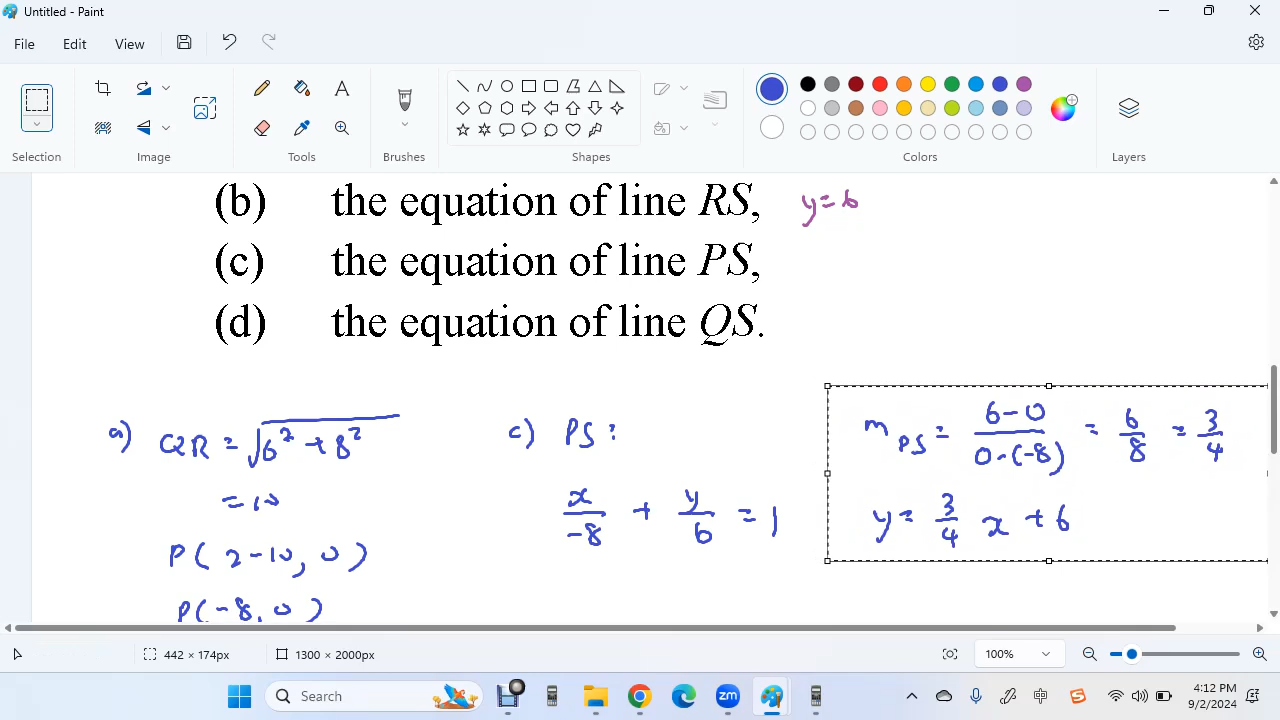 Untitled - Paint
File Edit View
Selection Image Tools Brushes Shapes Colors Layers
(b) the equation of line RS, y = 6
(c) the equation of line PS,
(d) the equation of line QS.
a) QR = √(6² + 8²)
= 10
P(2-10, 0)
P(-8, 0)
c) PS:
x/-8 + y/6 = 1
m PS = 6-0/0-(-8) = 6/8 = 3/4
y = 3/4 x + 6
442 × 174px 1300 × 2000px 100%
Search zm 中 S 4:12 PM
9/2/2024